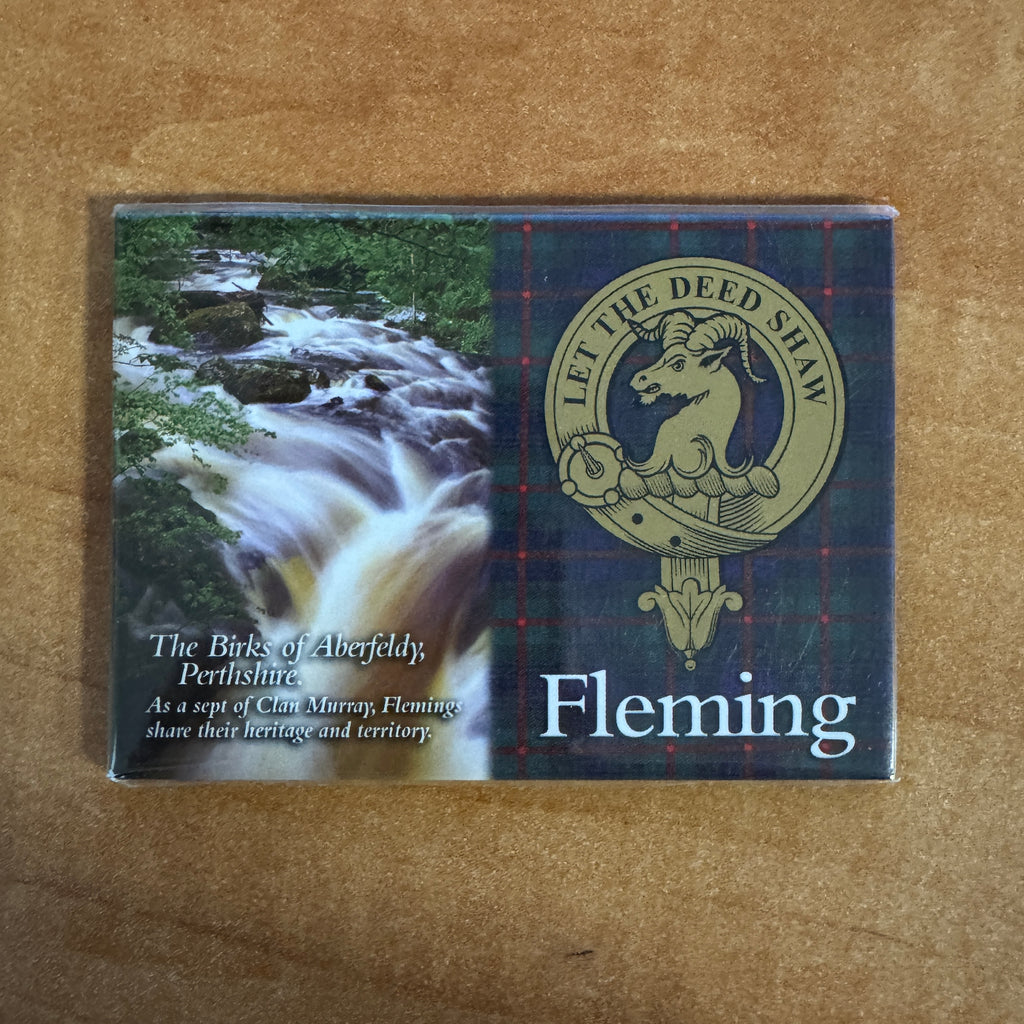 LET THE DEED SHAW
The Birks of Aberfeldy,
Perthshire.
As a sept of Clan Murray, Flemings
share their heritage and territory.
Fleming